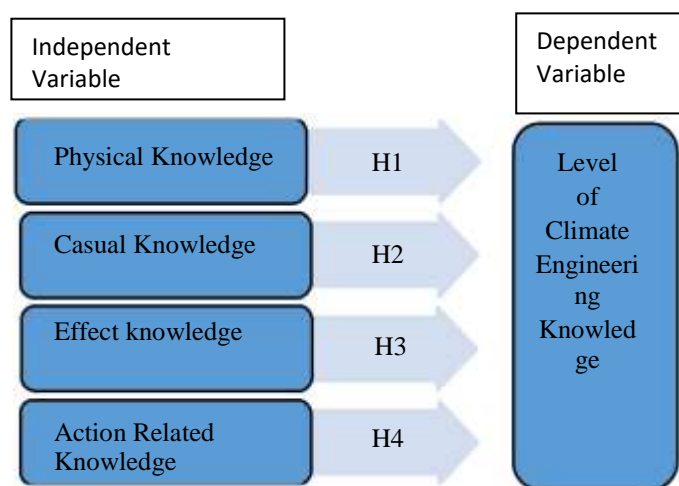 Independent
Variable
Dependent
Variable
Physical Knowledge
H1
Casual Knowledge
H2
Effect knowledge
H3
Action Related
Knowledge
H4
Level
of
Climate
Engineeri
ng
Knowled
ge